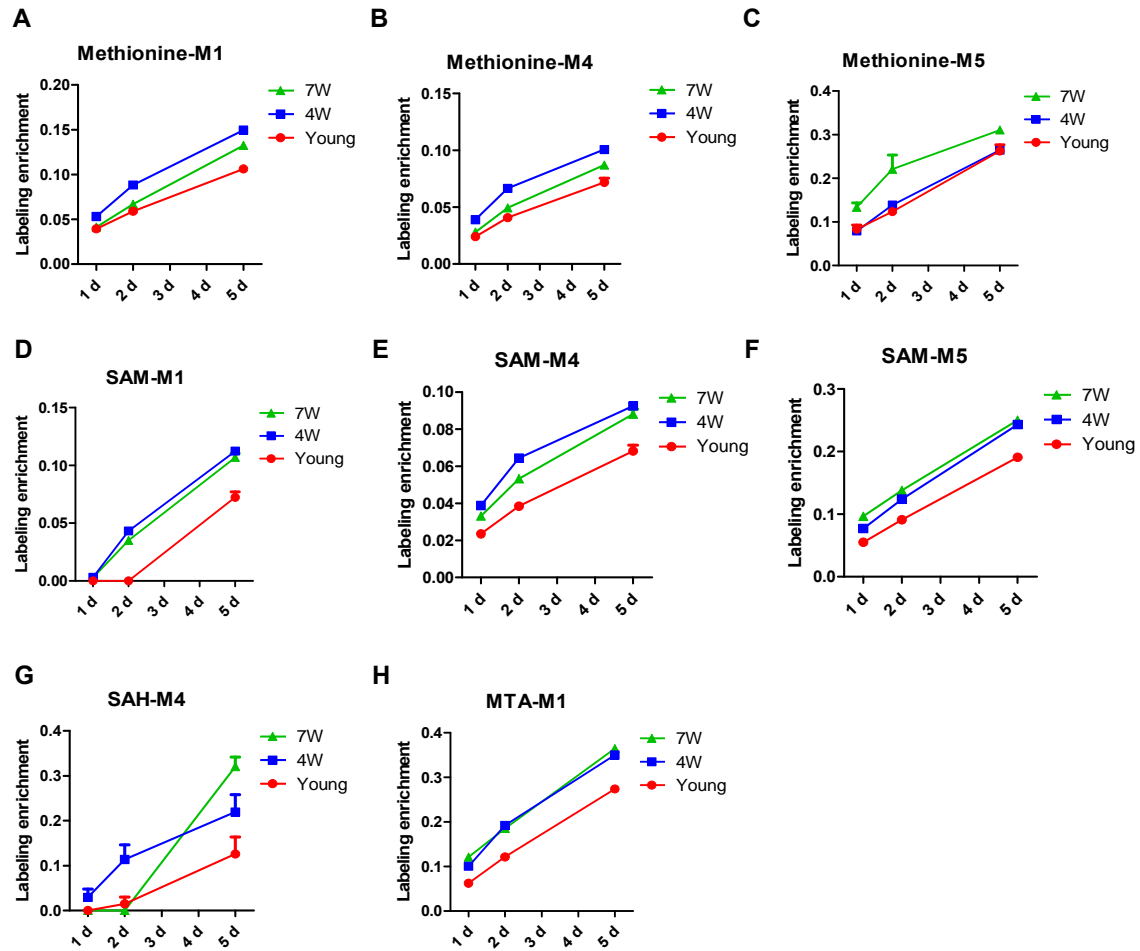 A
Methionine-M1
Labeling enrichment
0.20
0.15
0.10
0.05
0.00
1 d
2 d
3 d
4 d
5 d
7W
4W
Young
B
Methionine-M4
Labeling enrichment
0.15
0.10
0.05
0.00
1 d
2 d
3 d
4 d
5 d
7W
4W
Young
C
Methionine-M5
Labeling enrichment
0.4
0.3
0.2
0.1
0.0
1 d
2 d
3 d
4 d
5 d
7W
4W
Young
D
SAM-M1
Labeling enrichment
0.15
0.10
0.05
0.00
1 d
2 d
3 d
4 d
5 d
7W
4W
Young
E
SAM-M4
Labeling enrichment
0.10
0.08
0.06
0.04
0.02
0.00
1 d
2 d
3 d
4 d
5 d
7W
4W
Young
F
SAM-M5
Labeling enrichment
0.3
0.2
0.1
0.0
1 d
2 d
3 d
4 d
5 d
7W
4W
Young
G
SAH-M4
Labeling enrichment
0.4
0.3
0.2
0.1
0.0
1 d
2 d
3 d
4 d
5 d
7W
4W
Young
H
MTA-M1
Labeling enrichment
0.4
0.3
0.2
0.1
0.0
1 d
2 d
3 d
4 d
5 d
7W
4W
Young